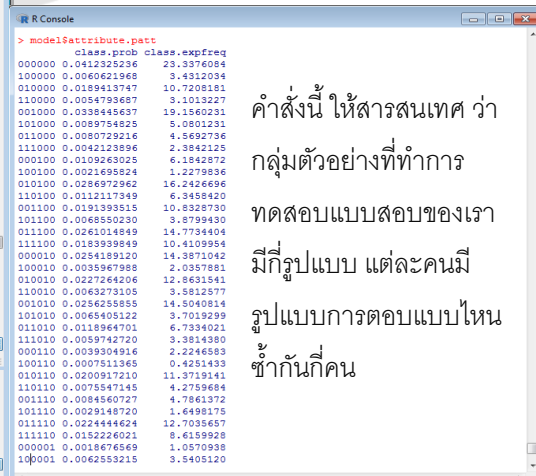 R Console
> model$attribute.patt
class.prob class.expfreq
000000 0.0412325236 23.3376084
100000 0.0060621968 3.4312034
010000 0.0189413747 10.7208181
110000 0.0054793687 3.1013227
001000 0.0338445637 19.1560231
101000 0.0089754825 5.0801231
011000 0.0080729216 4.5692736
111000 0.0042123896 2.3842125
000100 0.0109263025 6.1842872
100100 0.0021695824 1.2279836
010100 0.0286972962 16.2426696
110100 0.0112117349 6.3458420
001100 0.0191393515 10.8328730
101100 0.0068550230 3.8799430
011100 0.0261014849 14.7734404
111100 0.0183939849 10.4109954
000010 0.0254189120 14.3871042
100010 0.0035967988 2.0357881
010010 0.0227264206 12.8631541
110010 0.0063273105 3.5812577
001010 0.0256255855 14.5040814
101010 0.0065405122 3.7019299
011010 0.0118964701 6.7334021
111010 0.0059742720 3.3814380
000110 0.0039304916 2.2246583
100110 0.0007511365 0.4251433
010110 0.0200917210 11.3719141
110110 0.0075547145 4.2759684
001110 0.0084560727 4.7861372
101110 0.0029148720 1.6498175
011110 0.0224444624 12.7035657
111110 0.0152226021 8.6159928
000001 0.0018676569 1.0570938
100001 0.0062553215 3.5405120
คำสั่งนี้ ให้สารสนเทศ ว่า
กลุ่มตัวอย่างที่ทำการ
ทดสอบแบบสอบของเรา
มีกี่รูปแบบ แต่ละคนมี
รูปแบบการตอบแบบไหน
ซ้ำกันกี่คน